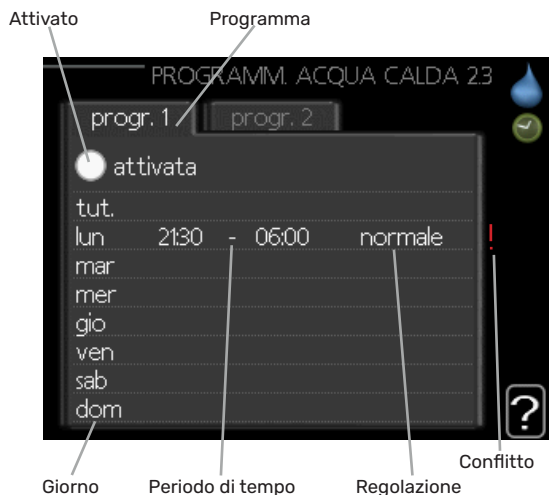 Attivato Programma
PROGRAMM. ACQUA CALDA 2.3
progr. 1 progr. 2
attivata
tut.
lun 21:30 - 06:00 normale !
mar
mer
gio
ven
sab
dom
?
Conflitto
Giorno Periodo di tempo Regolazione